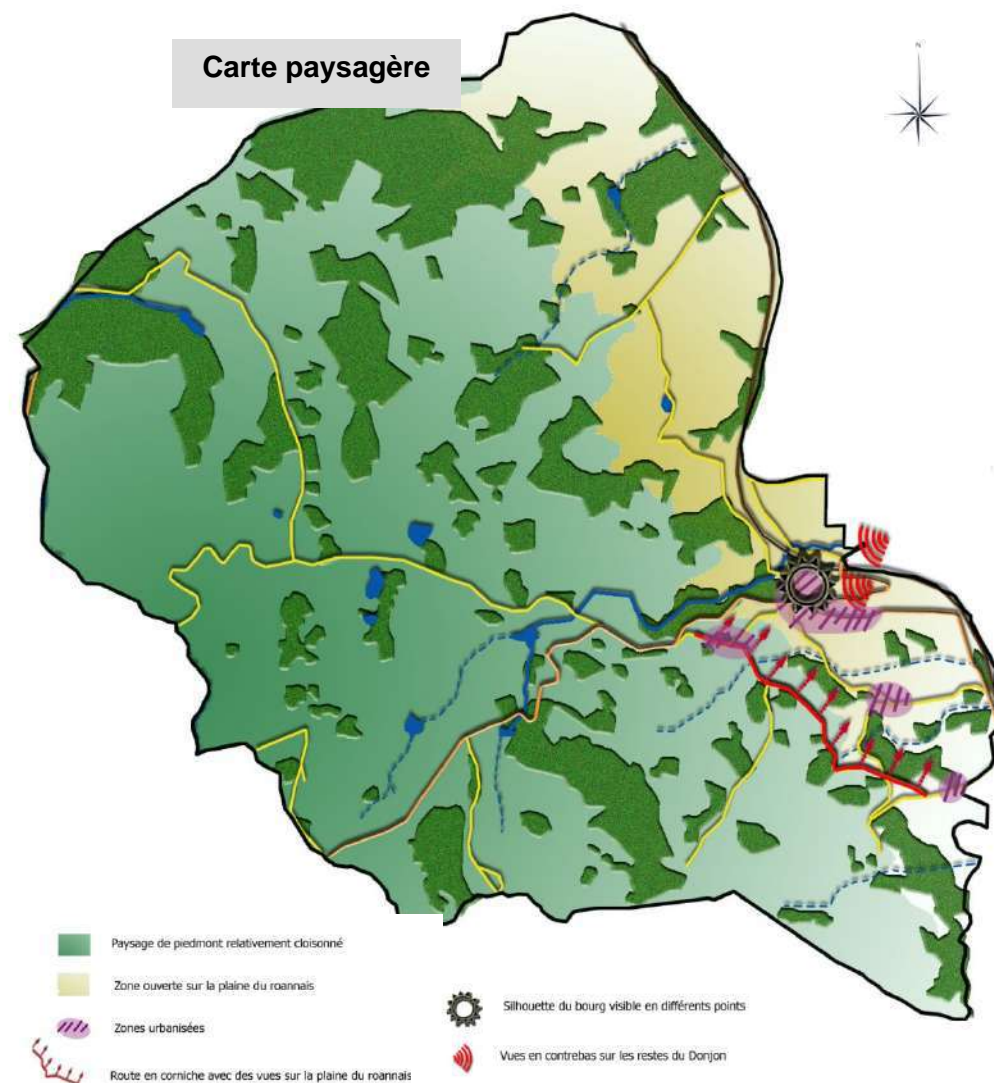 Carte paysagère
N
Paysage de piedmont relativement cloisonné
Zone ouverte sur la plaine du roannais
Zones urbanisées
Route en corniche avec des vues sur la plaine du roannais
Silhouette du bourg visible en différents points
Vues en contrebas sur les restes du Donjon